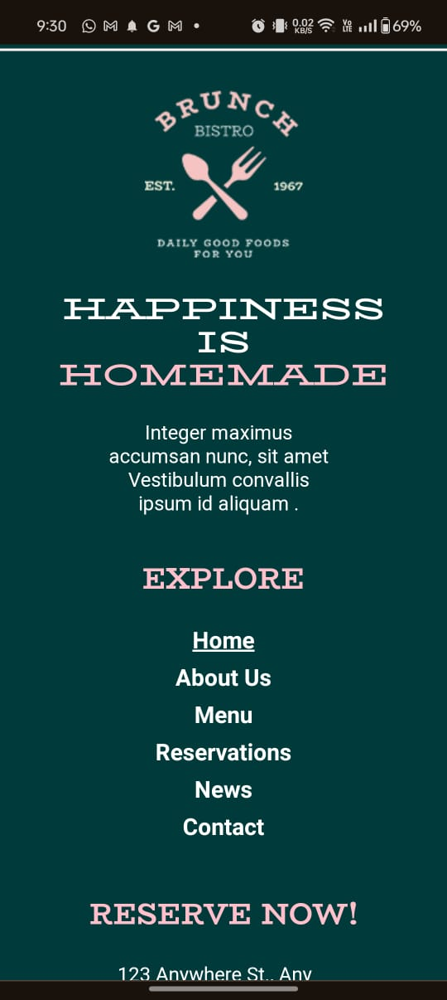 9:30
0.02
KB/S
Vo
LTE
69%
BRUNCH
BISTRO
EST.
1967
DAILY GOOD FOODS
FOR YOU
HAPPINESS
IS
HOMEMADE
Integer maximus
accumsan nunc, sit amet
Vestibulum convallis
ipsum id aliquam .
EXPLORE
Home
About Us
Menu
Reservations
News
Contact
RESERVE NOW!
123 Anywhere St., Any